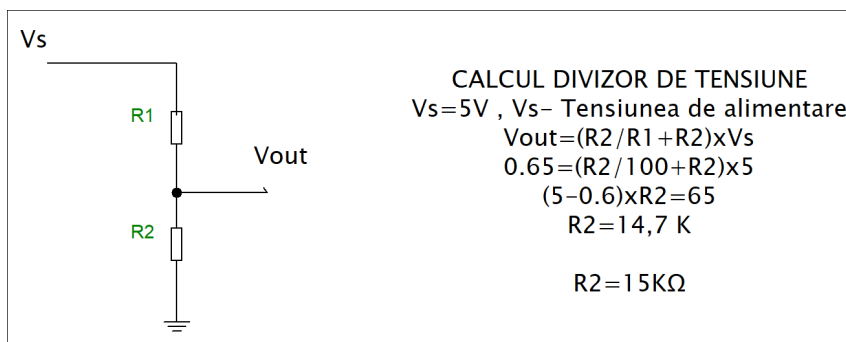 Vs
R1
Vout
R2
CALCUL DIVIZOR DE TENSIUNE
Vs=5V , Vs- Tensiunea de alimentare
Vout=(R2/R1+R2)xVs
0.65=(R2/100+R2)x5
(5-0.6)xR2=65
R2=14,7 K
R2=15KΩ